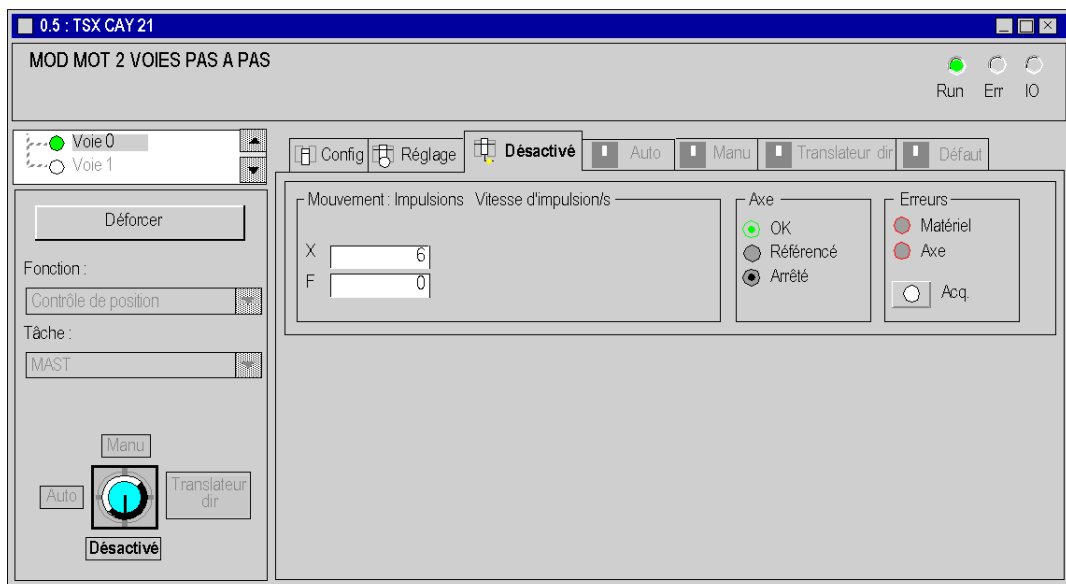 0.5 : TSX CAY 21
MOD MOT 2 VOIES PAS A PAS
Run Err IO
Voie 0
Voie 1
Config Réglage Désactivé Auto Manu Translateur dir Défaut
Déforcer
Fonction :
Contrôle de position
Tâche :
MAST
Manu
Auto
Translateur
dir
Désactivé
Mouvement : Impulsions Vitesse d'impulsion/s
X 6
F 0
Axe
OK
Référencé
Arrêté
Erreurs
Matériel
Axe
Acq.